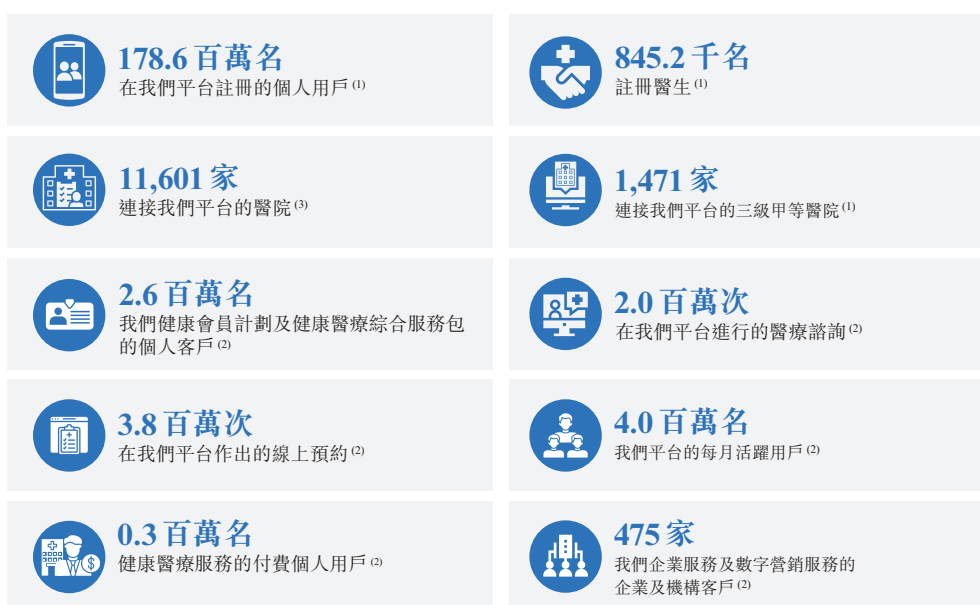 178.6 百萬名
在我們平台註冊的個人用戶 (1)
845.2 千名
註冊醫生 (1)
11,601 家
連接我們平台的醫院 (3)
1,471 家
連接我們平台的三級甲等醫院 (1)
2.6 百萬名
我們健康會員計劃及健康醫療綜合服務包
的個人客戶 (2)
2.0 百萬次
在我們平台進行的醫療諮詢 (2)
3.8 百萬次
在我們平台作出的線上預約 (2)
4.0 百萬名
我們平台的每月活躍用戶 (2)
0.3 百萬名
健康醫療服務的付費個人用戶 (2)
475 家
我們企業服務及數字營銷服務的
企業及機構客戶 (2)